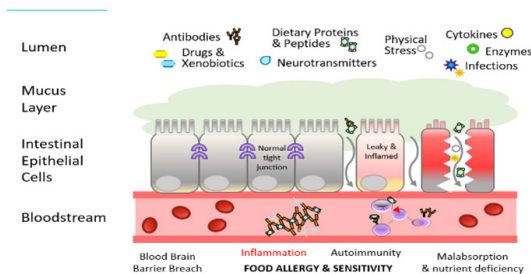 Lumen
Antibodies
Drugs &
Xenobiotics
Dietary Proteins
& Peptides
Neurotransmitters
Physical
Stress
Cytokines
Enzymes
Infections
Mucus
Layer
Intestinal
Epithelial
Cells
Normal
tight
junction
Leaky &
Inflamed
Bloodstream
Blood Brain
Barrier Breach
Inflammation
Autoimmunity
FOOD ALLERGY & SENSITIVITY
Malabsorption
& nutrient deficiency